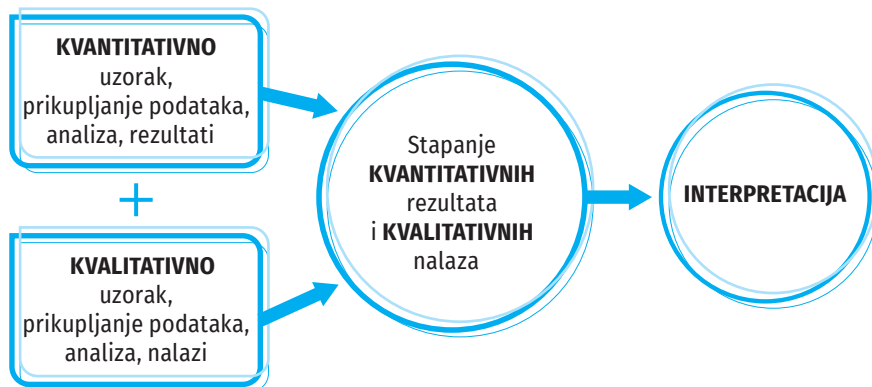 KVANTITATIVNO
uzorak,
prikupljanje podataka,
analiza, rezultati
+
KVALITATIVNO
uzorak,
prikupljanje podataka,
analiza, nalazi
Stapanje
KVANTITATIVNIH
rezultata
i KVALITATIVNIH
nalaza
INTERPRETACIJA